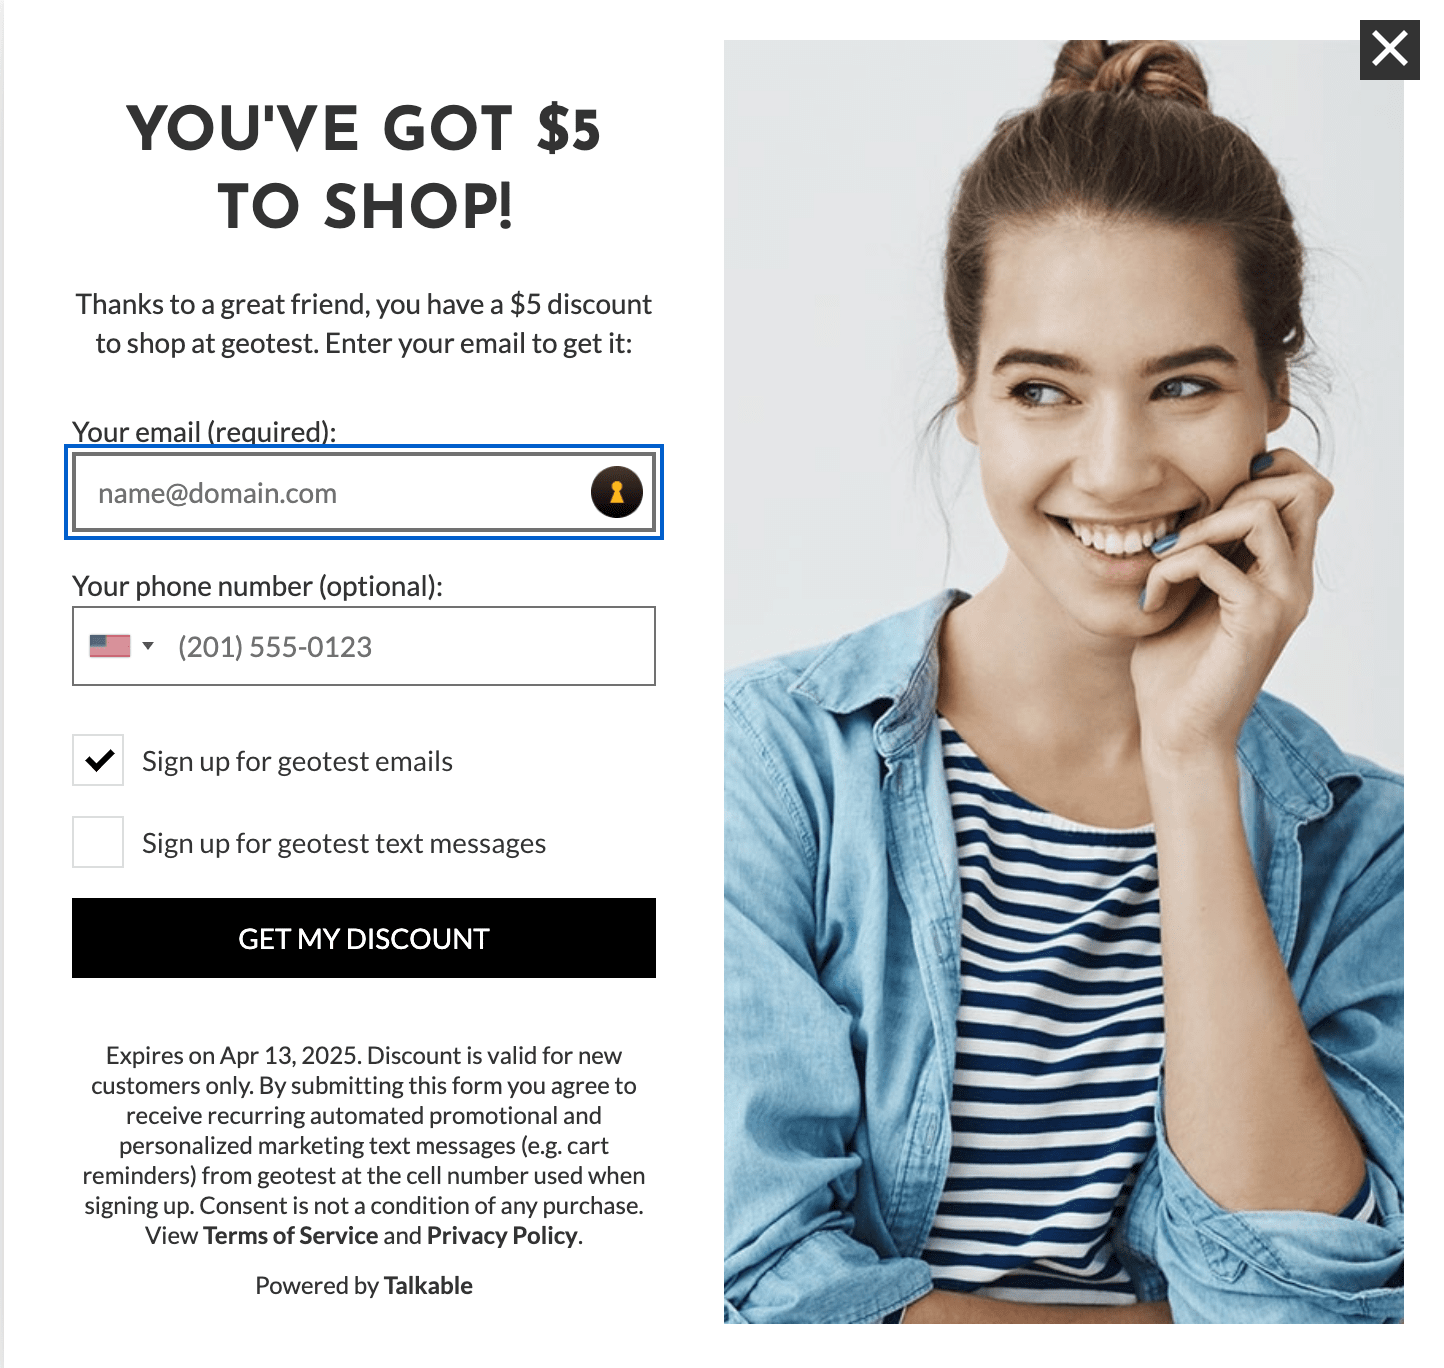 YOU'VE GOT $5
TO SHOP!
Thanks to a great friend, you have a $5 discount
to shop at geotest. Enter your email to get it:
Your email (required):
name@domain.com
Your phone number (optional):
(201) 555-0123
Sign up for geotest emails
Sign up for geotest text messages
GET MY DISCOUNT
Expires on Apr 13, 2025. Discount is valid for new
customers only. By submitting this form you agree to
receive recurring automated promotional and
personalized marketing text messages (e.g. cart
reminders) from geotest at the cell number used when
signing up. Consent is not a condition of any purchase.
View Terms of Service and Privacy Policy.
Powered by Talkable